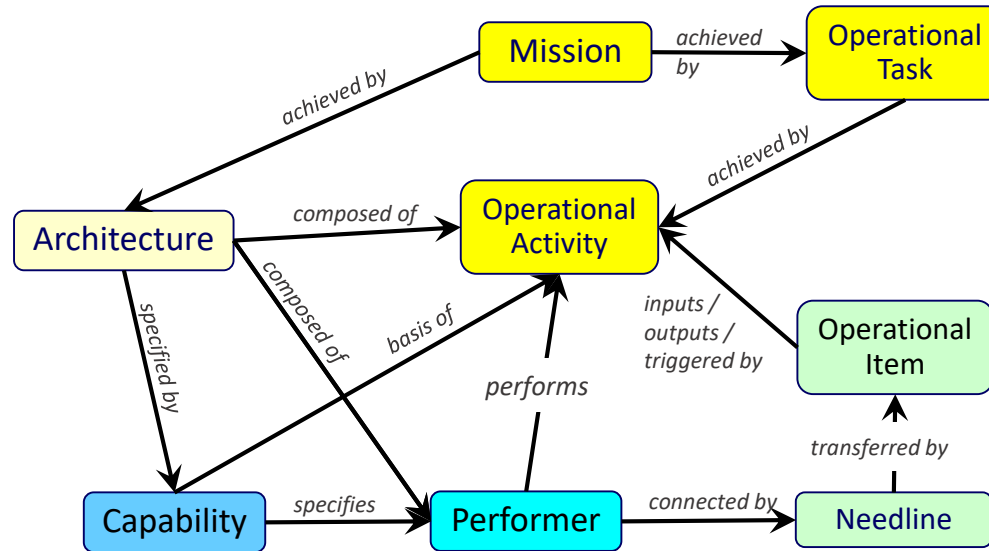 Mission
achieved
by
Operational
Task
achieved by
achieved by
Architecture
composed of
Operational
Activity
composed of
specified by
basis of
inputs /
outputs /
triggered by
Operational
Item
performs
transferred by
Capability
specifies
Performer
connected by
Needline